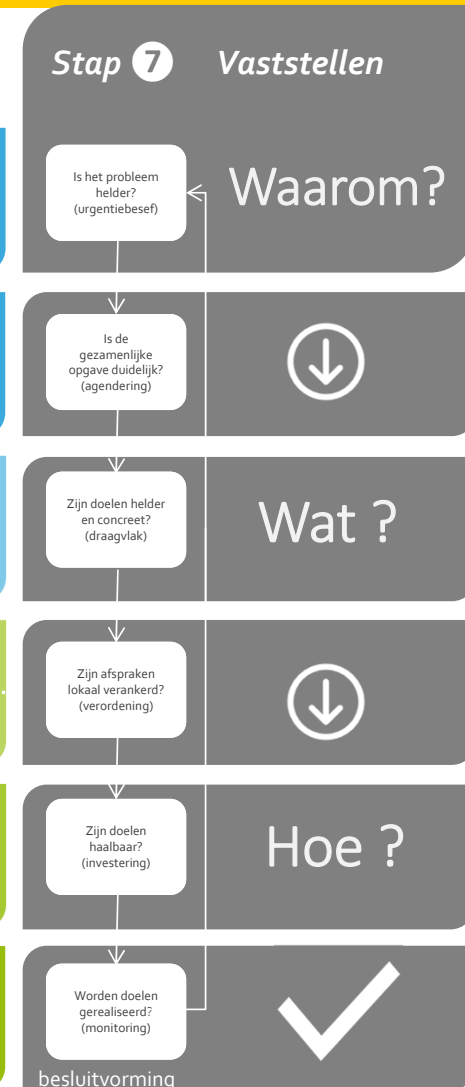 Stap 7 Vaststellen
Is het probleem
helder?
(urgentiebesef)
Waarom?
Is de
gezamenlijke
opgave duidelijk?
(agendering)
Zijn doelen helder
en concreet?
(draagvlak)
Wat ?
Zijn afspraken
lokaal verankerd?
(verordening)
Zijn doelen
haalbaar?
(investering)
Hoe ?
Worden doelen
gerealiseerd?
(monitoring)
besluitvorming